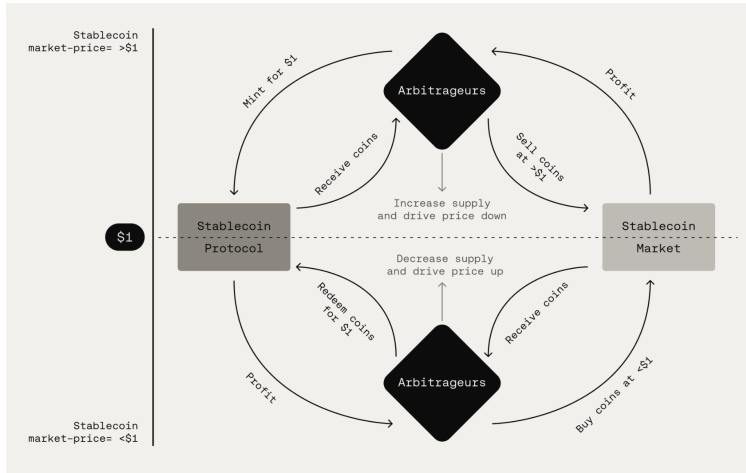 Stablecoin
market-price= >$1
Mint for $1
Arbitrageurs
Profit
Receive coins
Sell coins
at >$1
Increase supply
and drive price down
$1
Stablecoin
Protocol
Stablecoin
Market
Decrease supply
and drive price up
Redeem coins
for $1
Receive coins
Profit
Arbitrageurs
Buy coins at <$1
Stablecoin
market-price= <$1